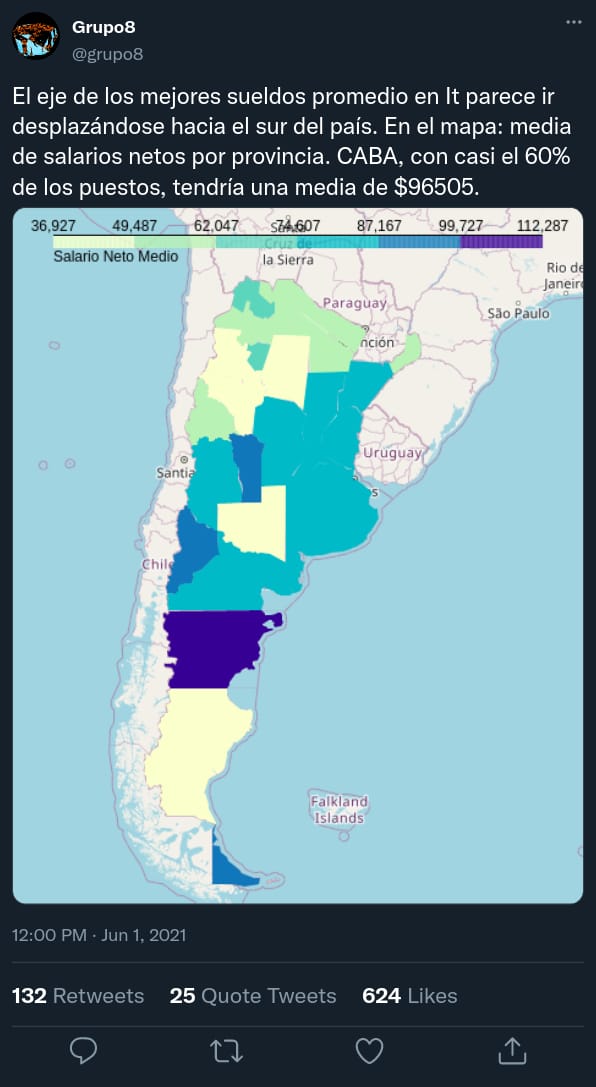 Grupo8
@grupo8
El eje de los mejores sueldos promedio en It parece ir
desplazándose hacia el sur del país. En el mapa: media
de salarios netos por provincia. CABA, con casi el 60%
de los puestos, tendría una media de $96505.
36,927 49,487 62,047 74,607 87,167 99,727 112,287
Salario Neto Medio
Santa
Cruz de
la Sierra
Rio de
Janeiro
Paraguay
São Paulo
nción
Uruguay
Santia
s
Chile
Falkland
Islands
12:00 PM · Jun 1, 2021
132 Retweets 25 Quote Tweets 624 Likes